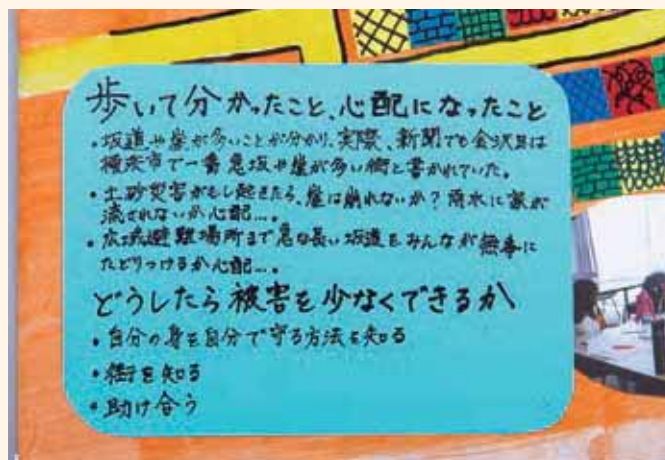 歩いて分かったこと、心配になったこと
・坂道や崖が多いことが分かり、実際、新聞でも金沢区は
横浜市で一番急坂や崖が多い街と書かれていた。
・土砂災害がもし起きたら、崖は崩れないか?雨水に家が
流されないか心配…。
・広域避難場所まで急な長い坂道をみんなが無事に
たどりつけるか心配…。
どうしたら被害を少なくできるか
・自分の身を自分で守る方法を知る
・街を知る
・助け合う